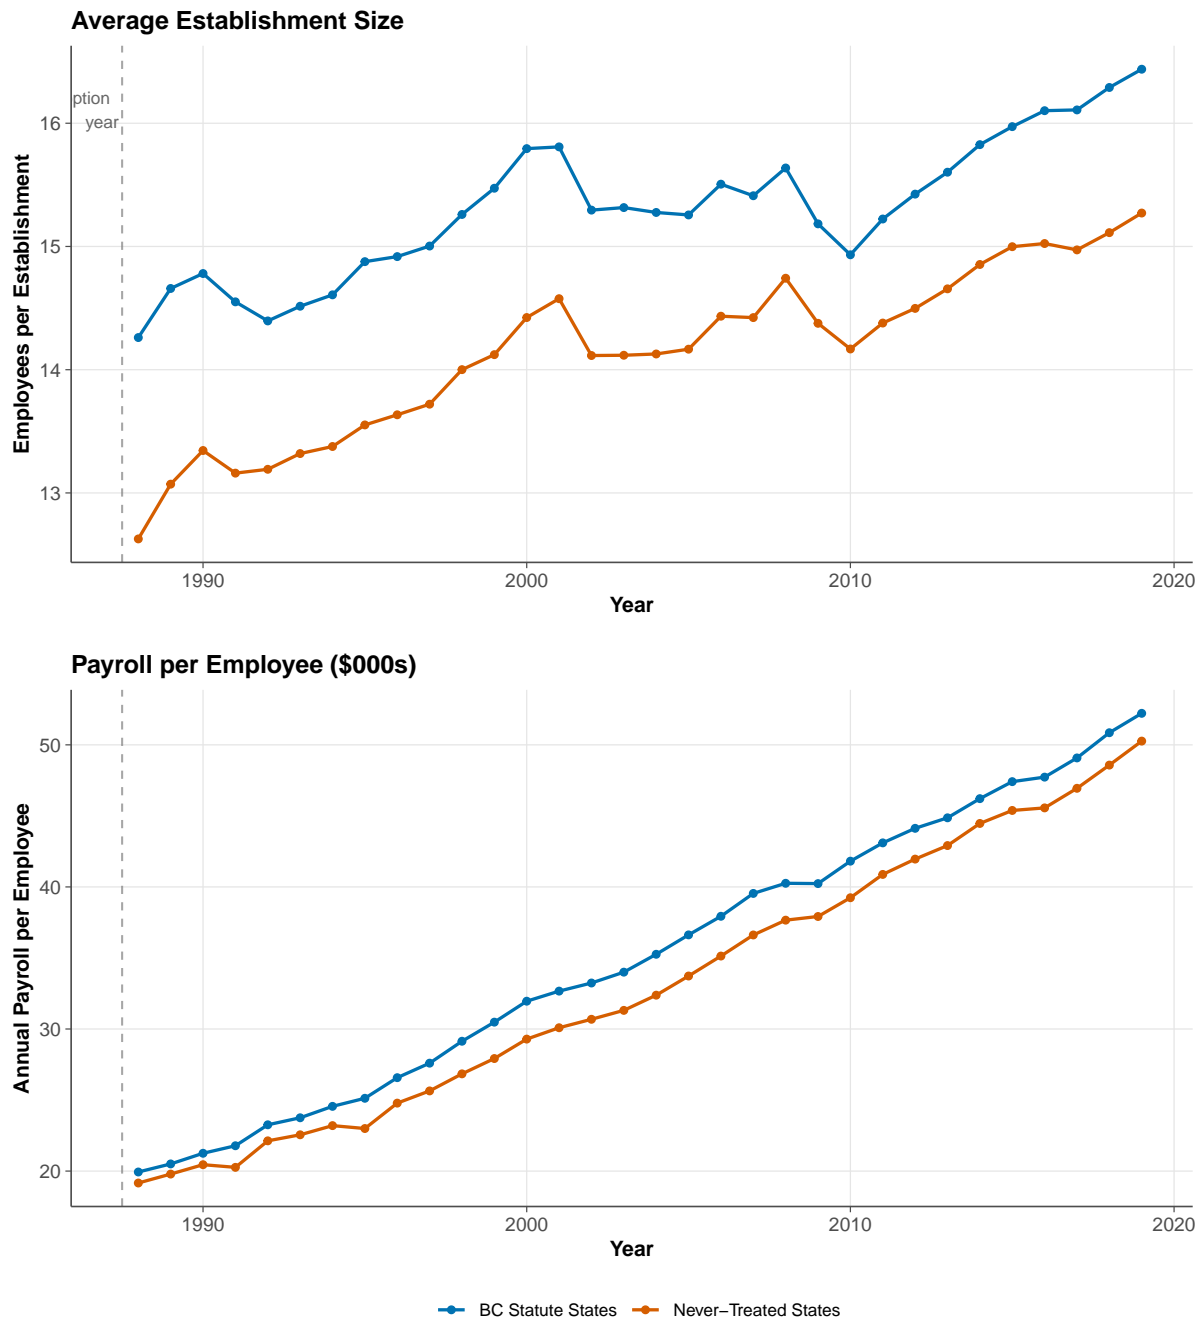 Average Establishment Size
ption
year
16
15
14
13
Employees per Establishment
1990 2000 2010 2020
Year
Payroll per Employee ($000s)
50
40
30
20
Annual Payroll per Employee
1990 2000 2010 2020
Year
BC Statute States Never–Treated States